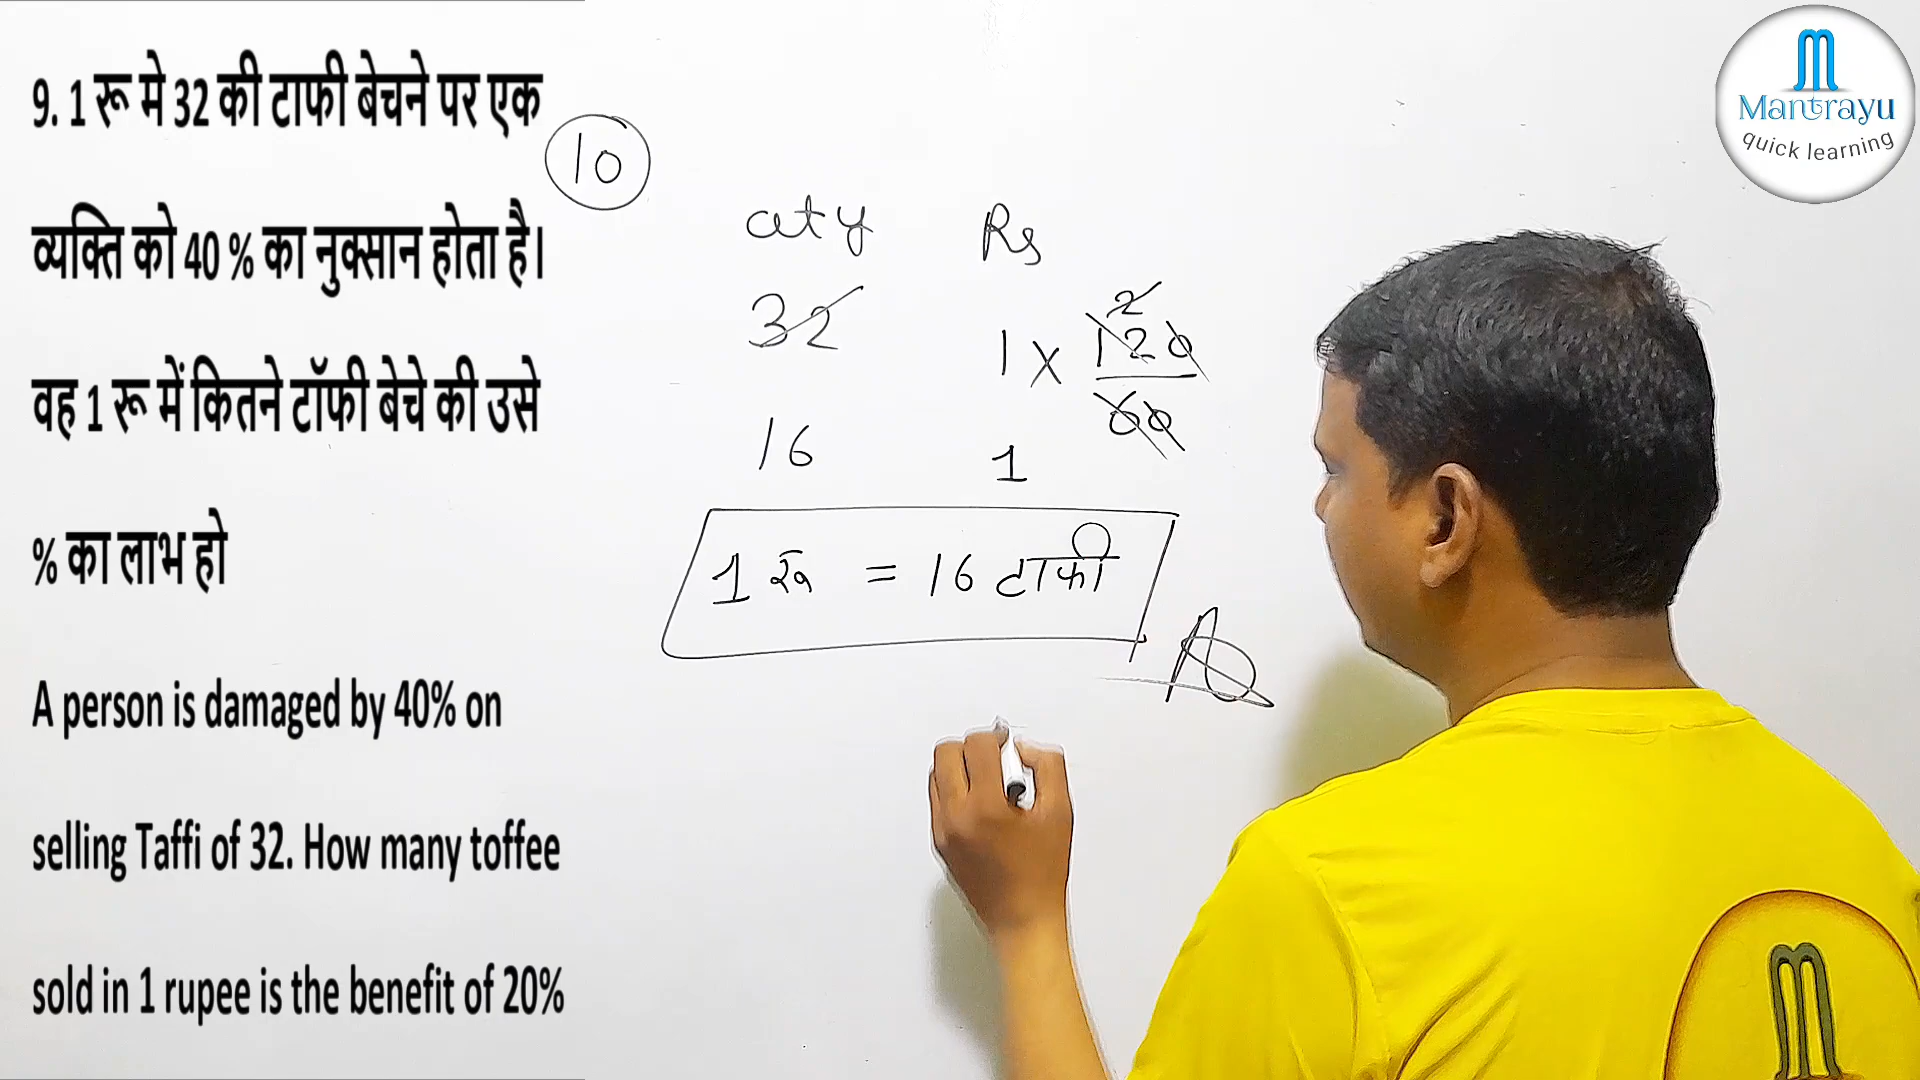 9. 1 रू मे 32 की टाफी बेचने पर एक
व्यक्ति को 40 % का नुक्सान होता है।
वह 1 रू में कितने टॉफी बेचे की उसे
% का लाभ हो
A person is damaged by 40% on
selling Taffi of 32. How many toffee
sold in 1 rupee is the benefit of 20%
10
Qty Rs
32 1 x 120/60
2
16 1
1 रू = 16 टाफी
A
Mantrayu
quick learning